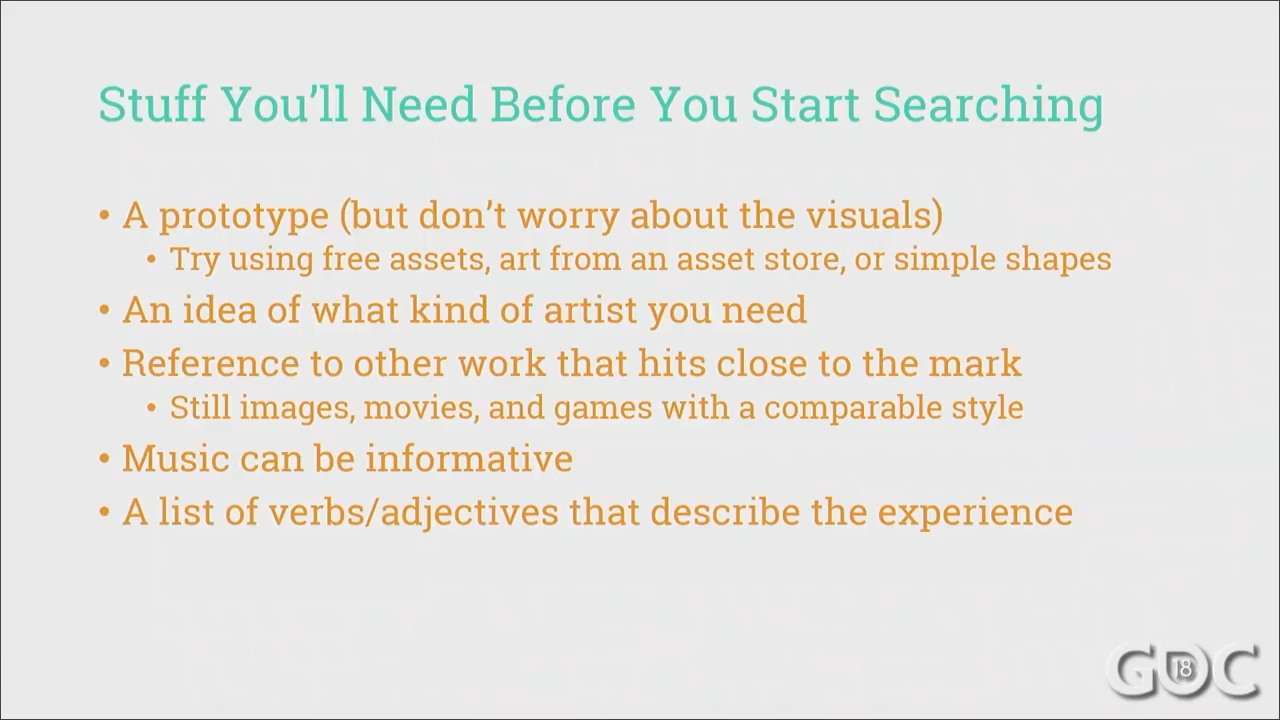 Stuff You’ll Need Before You Start Searching
• A prototype (but don’t worry about the visuals)
• Try using free assets, art from an asset store, or simple shapes
• An idea of what kind of artist you need
• Reference to other work that hits close to the mark
• Still images, movies, and games with a comparable style
• Music can be informative
• A list of verbs/adjectives that describe the experience
GDC
18